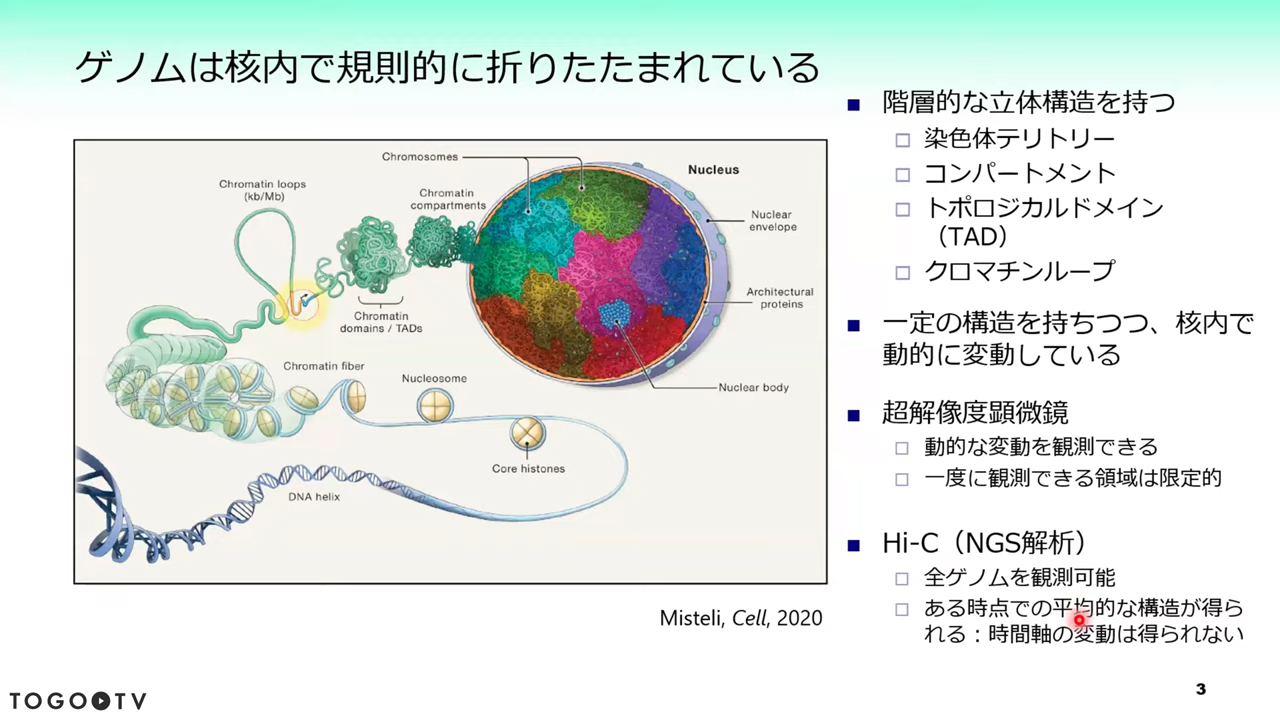 ゲノムは核内で規則的に折りたたまれている
Chromosomes
Nucleus
Chromatin loops
(kb/Mb)
Chromatin
compartments
Nuclear
envelope
Architectural
proteins
Chromatin
domains / TADs
Chromatin fiber
Nucleosome
Nuclear body
Core histones
DNA helix
Misteli, Cell, 2020
■ 階層的な立体構造を持つ
□ 染色体テリトリー
□ コンパートメント
□ トポロジカルドメイン
（TAD）
□ クロマチンループ
■ 一定の構造を持ちつつ、核内で
動的に変動している
■ 超解像度顕微鏡
□ 動的な変動を観測できる
□ 一度に観測できる領域は限定的
■ Hi-C（NGS解析）
□ 全ゲノムを観測可能
□ ある時点での平均的な構造が得ら
れる：時間軸の変動は得られない
TOGOTV
3